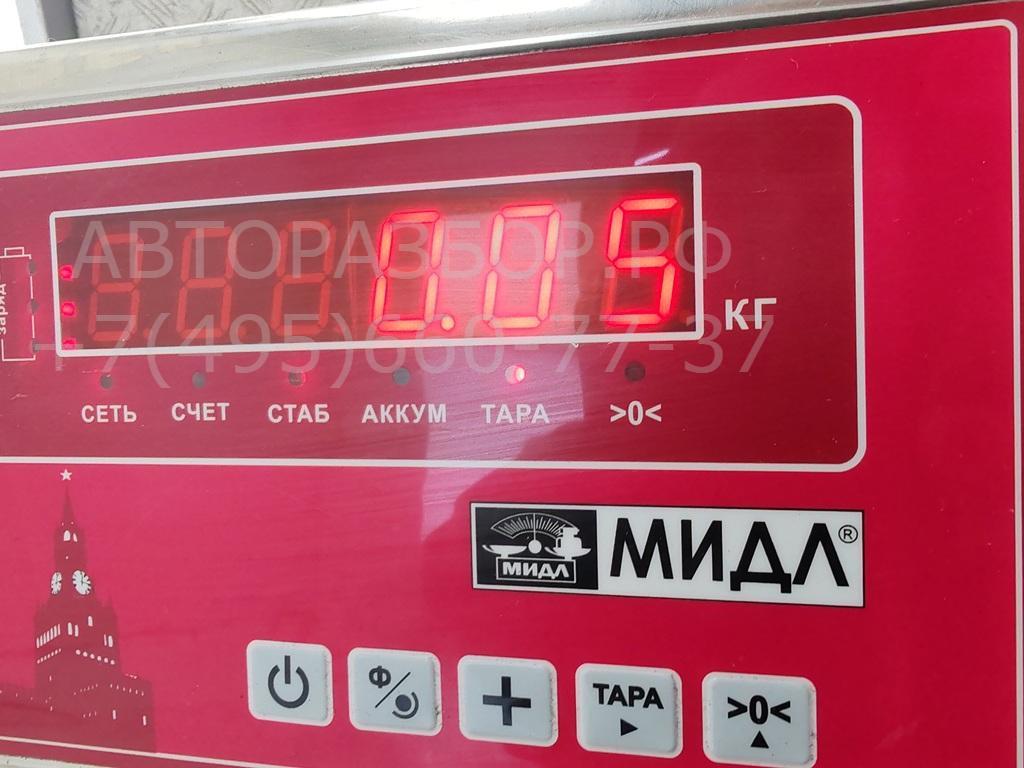 АВТОРАЗБОР.РФ
0.05
кг
+7(495)660-77-37
заряд
СЕТЬ СЧЕТ СТАБ АККУМ ТАРА >0<
МИДЛ МИДЛ®
Ф
ТАРА >0<